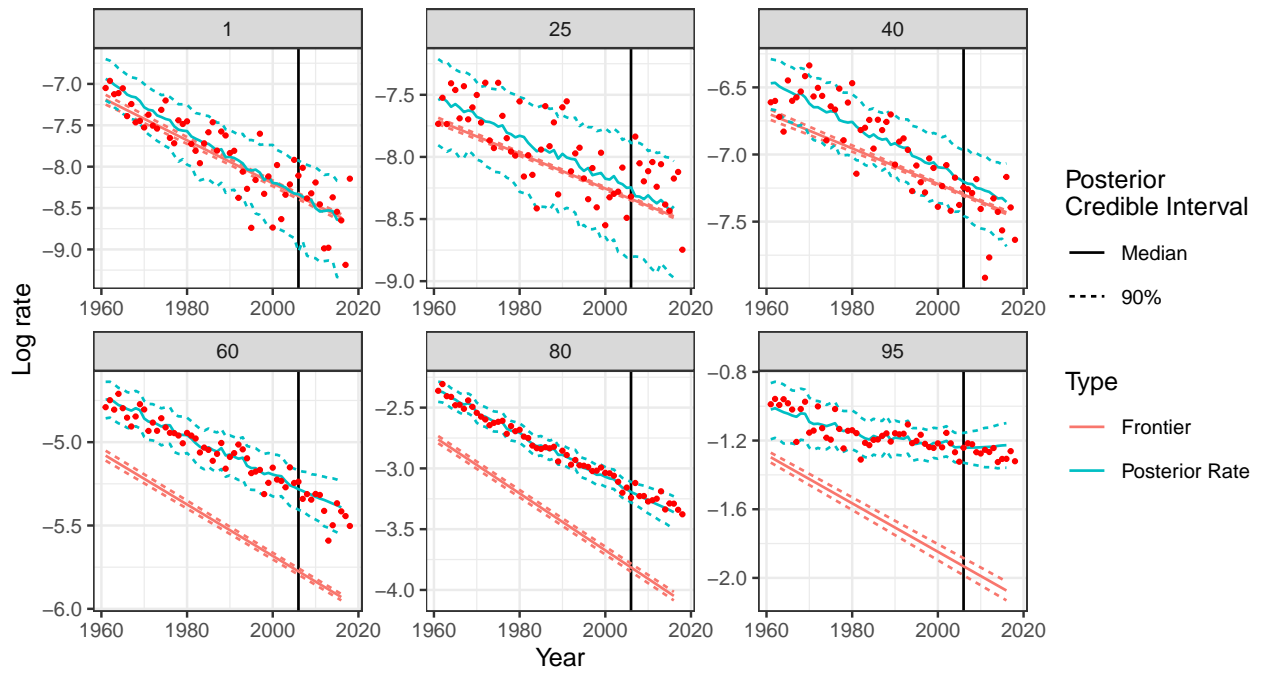 1 25 40
−7.0
−7.5
−8.0
−8.5
−9.0
1960 1980 2000 2020
−7.5
−8.0
−8.5
−9.0
1960 1980 2000 2020
−6.5
−7.0
−7.5
1960 1980 2000 2020
60 80 95
−5.0
−5.5
−6.0
1960 1980 2000 2020
−2.5
−3.0
−3.5
−4.0
1960 1980 2000 2020
−0.8
−1.2
−1.6
−2.0
1960 1980 2000 2020
Log rate
Year
Posterior
Credible Interval
Median
90%
Type
Frontier
Posterior Rate